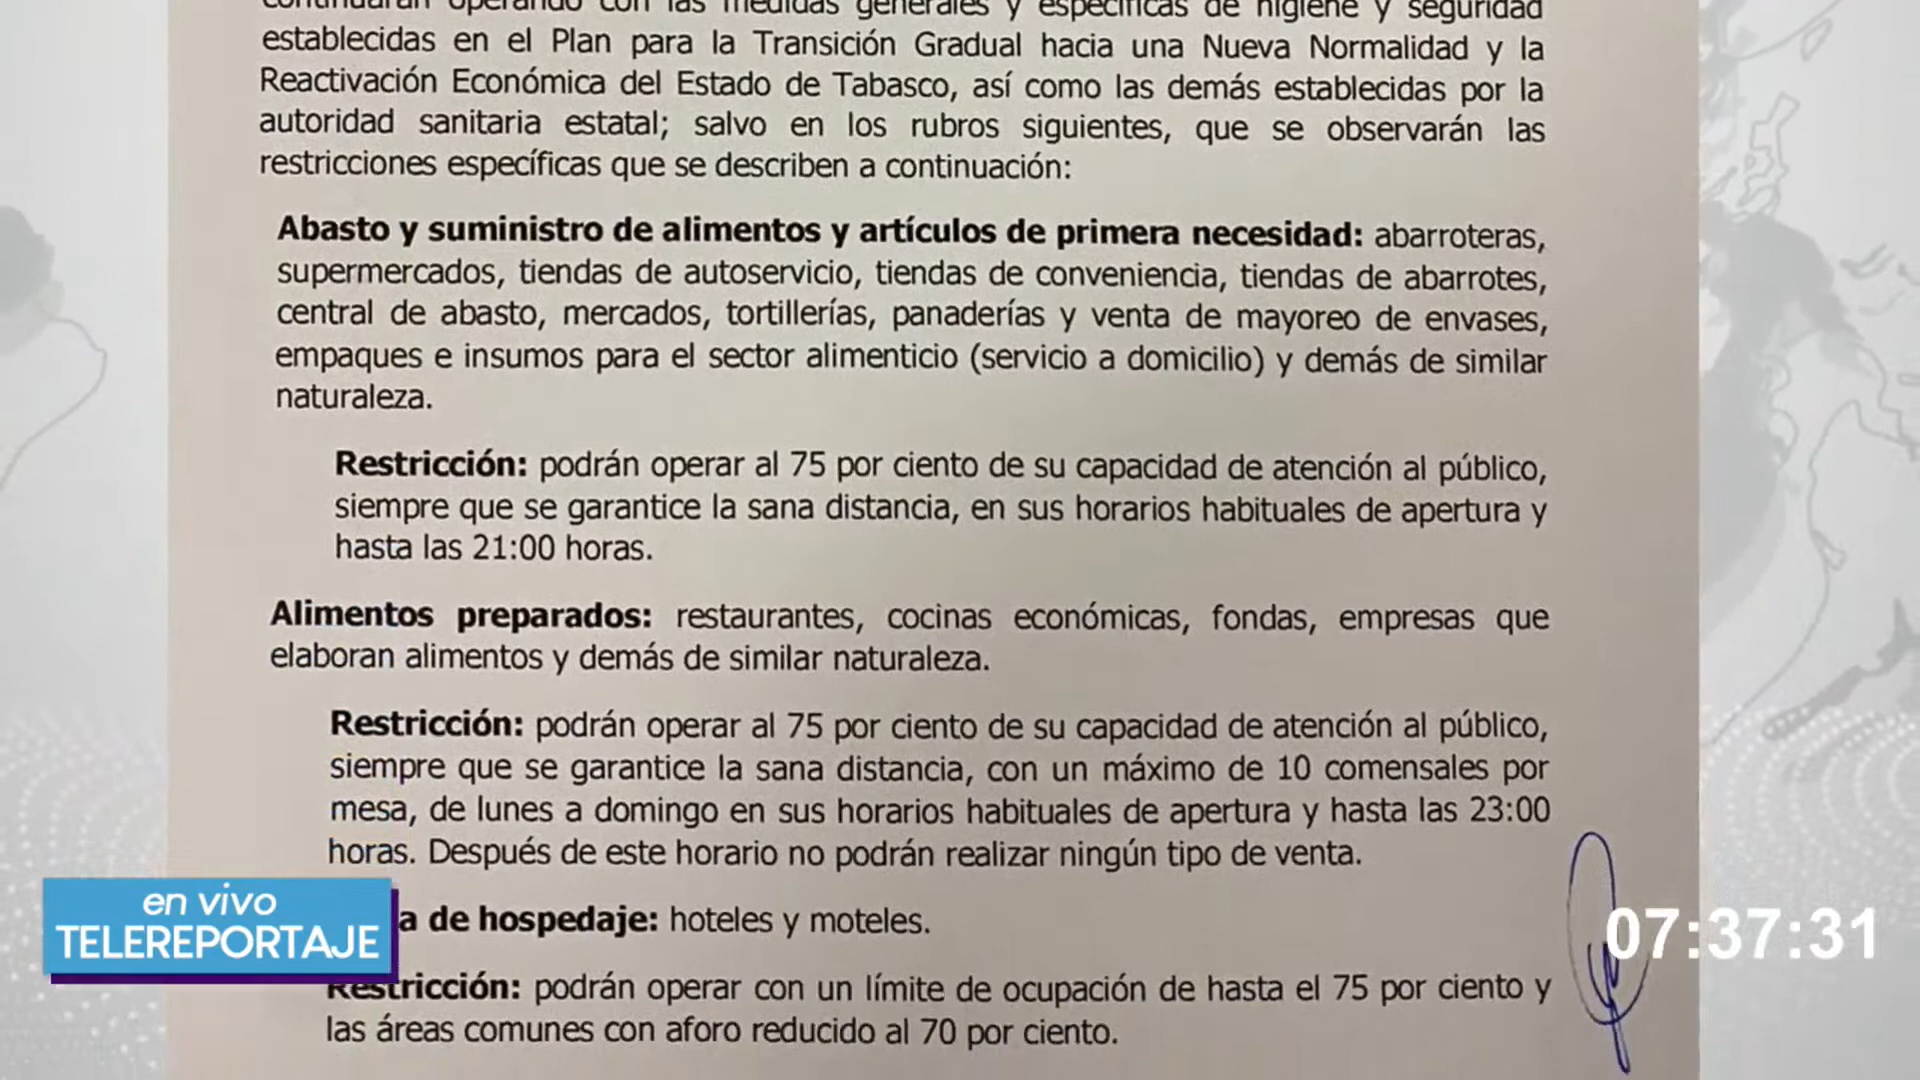 continuarán operando con las medidas generales y específicas de higiene y seguridad
establecidas en el Plan para la Transición Gradual hacia una Nueva Normalidad y la
Reactivación Económica del Estado de Tabasco, así como las demás establecidas por la
autoridad sanitaria estatal; salvo en los rubros siguientes, que se observarán las
restricciones específicas que se describen a continuación:
Abasto y suministro de alimentos y artículos de primera necesidad: abarroteras,
supermercados, tiendas de autoservicio, tiendas de conveniencia, tiendas de abarrotes,
central de abasto, mercados, tortillerías, panaderías y venta de mayoreo de envases,
empaques e insumos para el sector alimenticio (servicio a domicilio) y demás de similar
naturaleza.
Restricción: podrán operar al 75 por ciento de su capacidad de atención al público,
siempre que se garantice la sana distancia, en sus horarios habituales de apertura y
hasta las 21:00 horas.
Alimentos preparados: restaurantes, cocinas económicas, fondas, empresas que
elaboran alimentos y demás de similar naturaleza.
Restricción: podrán operar al 75 por ciento de su capacidad de atención al público,
siempre que se garantice la sana distancia, con un máximo de 10 comensales por
mesa, de lunes a domingo en sus horarios habituales de apertura y hasta las 23:00
horas. Después de este horario no podrán realizar ningún tipo de venta.
a de hospedaje: hoteles y moteles.
Restricción: podrán operar con un límite de ocupación de hasta el 75 por ciento y
las áreas comunes con aforo reducido al 70 por ciento.
en vivo
TELEREPORTAJE
07:37:31